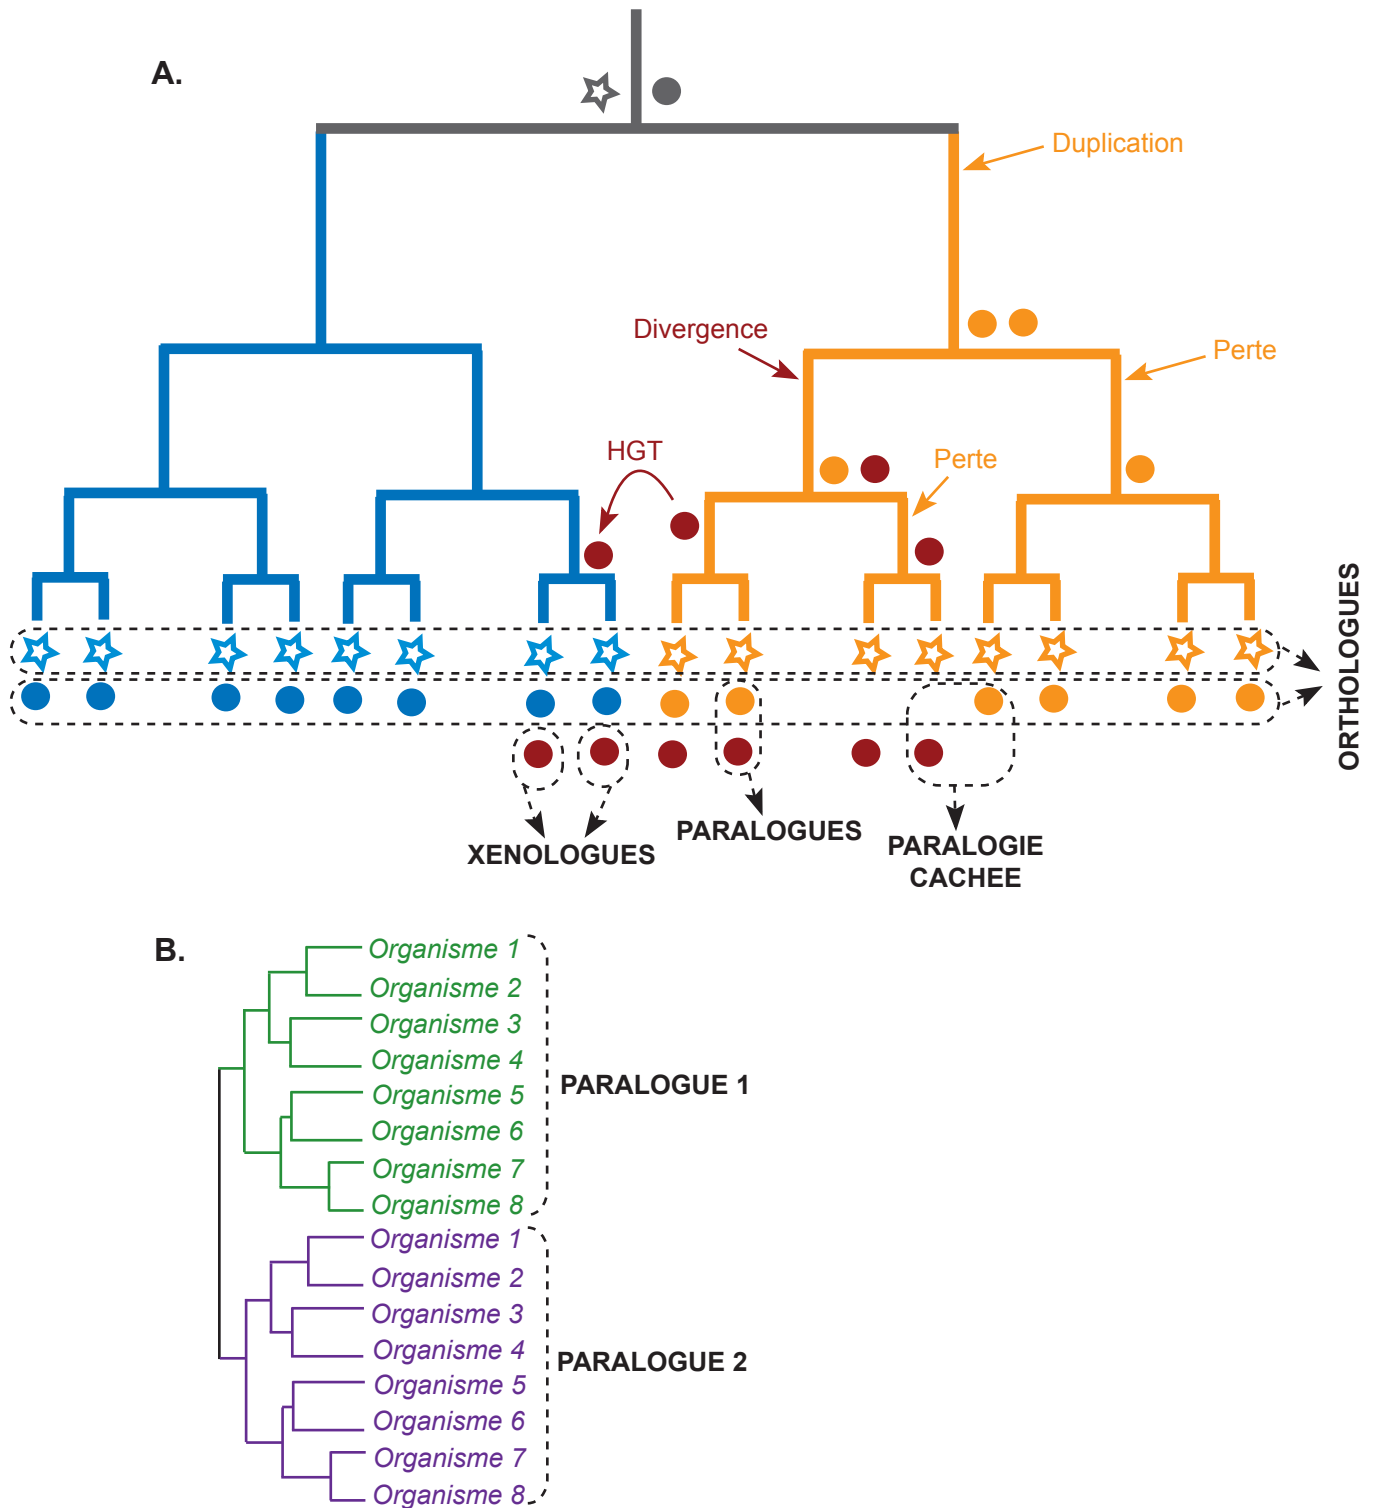 A.
Duplication
Divergence
Perte
HGT
Perte
ORTHOLOGUES
XENOLOGUES
PARALOGUES
PARALOGIE
CACHEE
B.
Organisme 1
Organisme 2
Organisme 3
Organisme 4
Organisme 5
Organisme 6
Organisme 7
Organisme 8
PARALOGUE 1
Organisme 1
Organisme 2
Organisme 3
Organisme 4
Organisme 5
Organisme 6
Organisme 7
Organisme 8
PARALOGUE 2